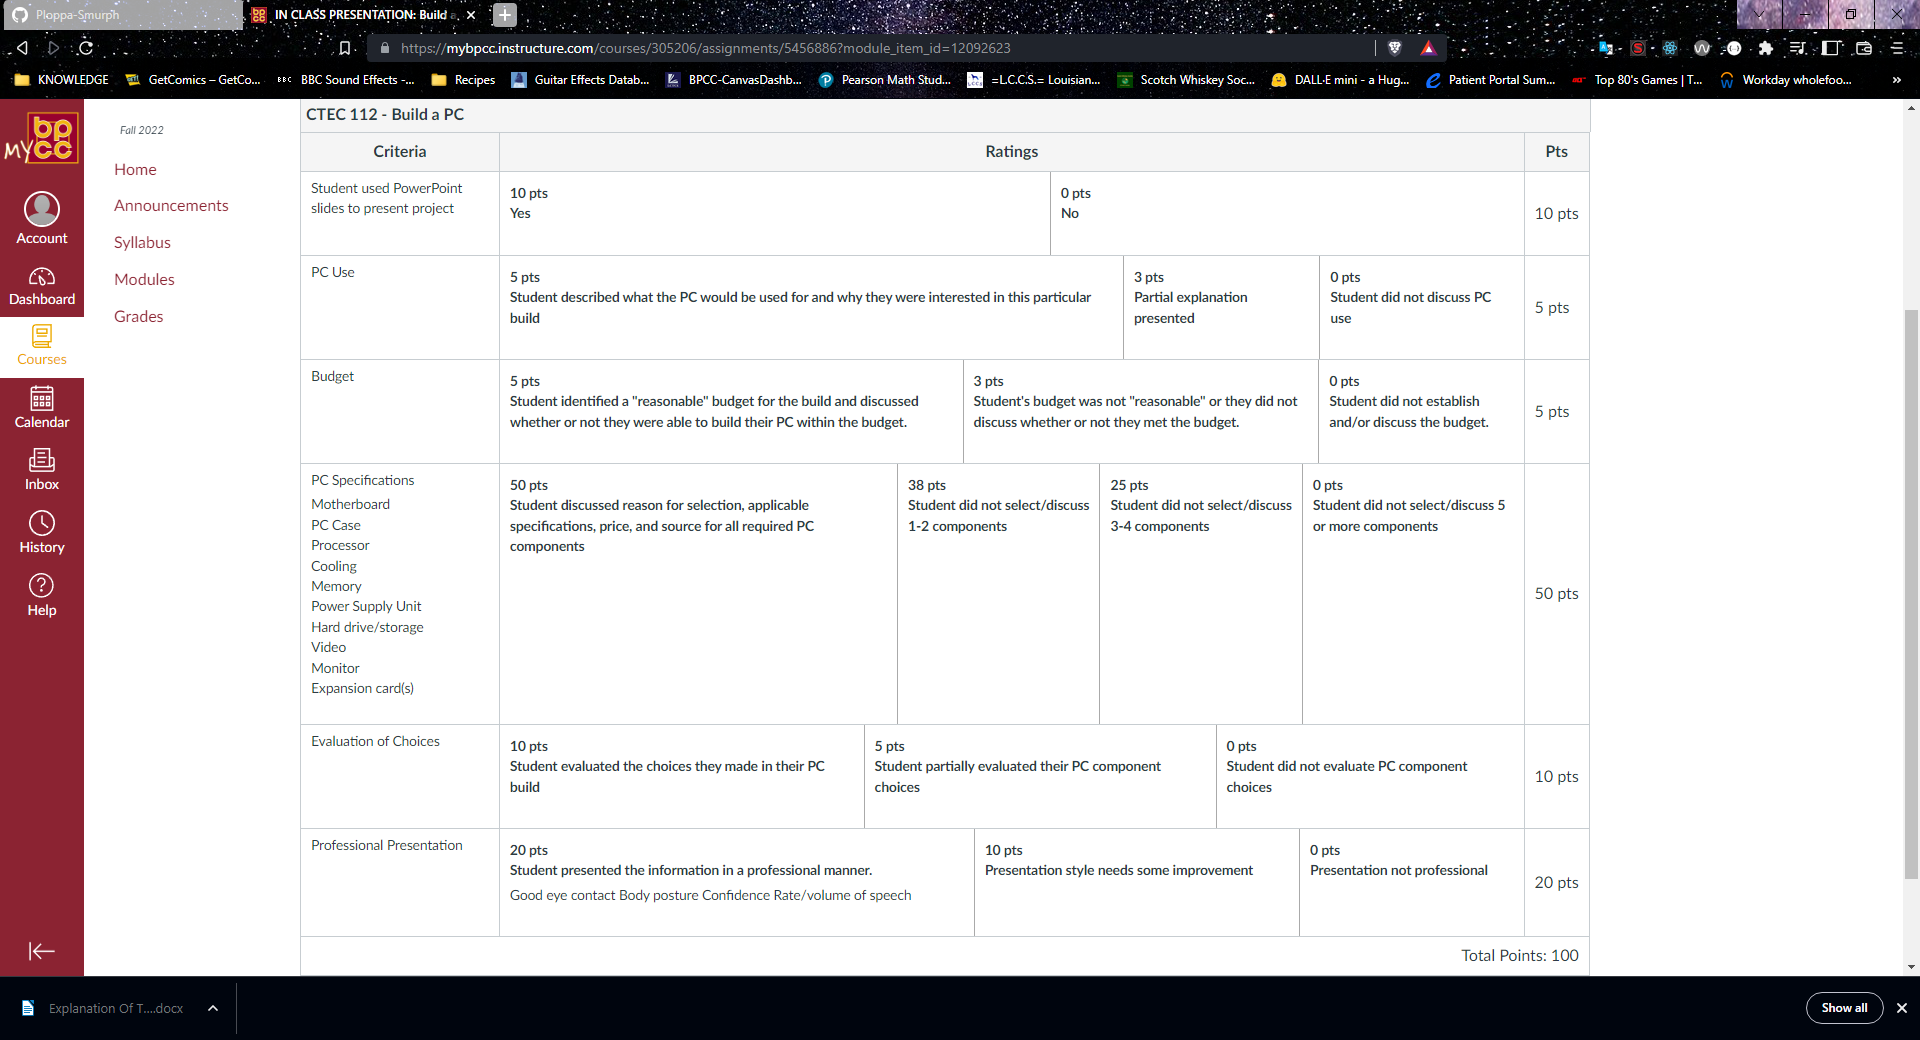 Ploppa-Smurph
IN CLASS PRESENTATION: Build a
https://mybpcc.instructure.com/courses/305206/assignments/5456886?module_item_id=12092623
KNOWLEDGE
GetComics – GetCo...
BBC BBC Sound Effects -...
Recipes
Guitar Effects Datab...
BPCC-CanvasDashb...
Pearson Math Stud...
=L.C.C.S.= Louisian...
Scotch Whiskey Soc...
DALL·E mini - a Hug...
Patient Portal Sum...
Top 80's Games | T...
Workday wholefoo...
»
MY bp cc
Account
Dashboard
Courses
Calendar
Inbox
History
Help
Fall 2022
Home
Announcements
Syllabus
Modules
Grades
CTEC 112 - Build a PC
Criteria Ratings Pts
Student used PowerPoint
slides to present project
10 pts
Yes
0 pts
No
10 pts
PC Use
5 pts
Student described what the PC would be used for and why they were interested in this particular
build
3 pts
Partial explanation
presented
0 pts
Student did not discuss PC
use
5 pts
Budget
5 pts
Student identified a "reasonable" budget for the build and discussed
whether or not they were able to build their PC within the budget.
3 pts
Student's budget was not "reasonable" or they did not
discuss whether or not they met the budget.
0 pts
Student did not establish
and/or discuss the budget.
5 pts
PC Specifications
Motherboard
PC Case
Processor
Cooling
Memory
Power Supply Unit
Hard drive/storage
Video
Monitor
Expansion card(s)
50 pts
Student discussed reason for selection, applicable
specifications, price, and source for all required PC
components
38 pts
Student did not select/discuss
1-2 components
25 pts
Student did not select/discuss
3-4 components
0 pts
Student did not select/discuss 5
or more components
50 pts
Evaluation of Choices
10 pts
Student evaluated the choices they made in their PC
build
5 pts
Student partially evaluated their PC component
choices
0 pts
Student did not evaluate PC component
choices
10 pts
Professional Presentation
20 pts
Student presented the information in a professional manner.
Good eye contact Body posture Confidence Rate/volume of speech
10 pts
Presentation style needs some improvement
0 pts
Presentation not professional
20 pts
Total Points: 100
Explanation Of T....docx
Show all